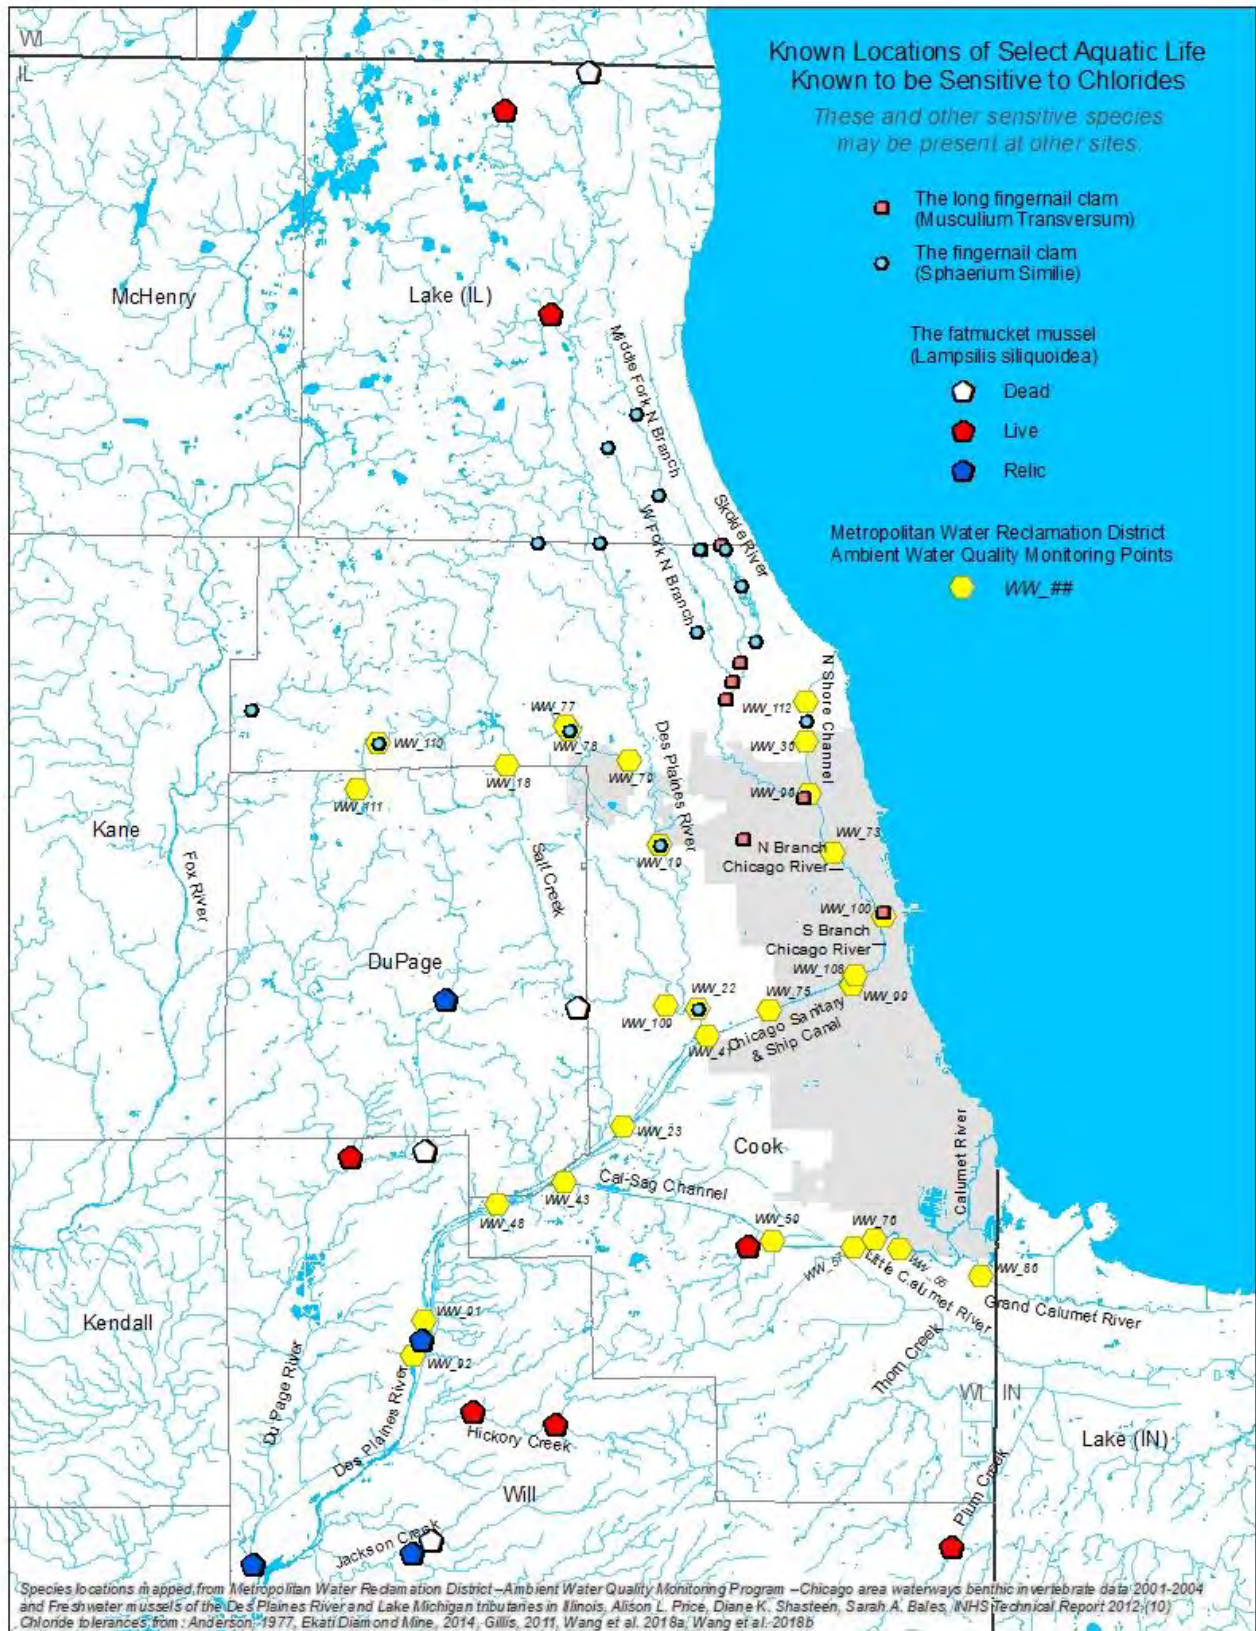 WI
IL
Known Locations of Select Aquatic Life
Known to be Sensitive to Chlorides
These and other sensitive species
may be present at other sites.
The long fingernail clam
(Musculium Transversum)
The fingernail clam
(Sphaerium Similie)
The fatmucket mussel
(Lampsilis siliquoidea)
Dead
Live
Relic
Metropolitan Water Reclamation District
Ambient Water Quality Monitoring Points
WW_##
McHenry
Lake (IL)
Middle Fork N Branch
Skokie River
W Fork N Branch
N Shore Channel
WW_77
WW_112
WW_110
WW_78
WW_36
Des Plaines River
WW_18
WW_79
WW_96
WW_111
Kane
WW_73
WW_19
N Branch
Chicago River
Fox River
Salt Creek
WW_100
S Branch
Chicago River
DuPage
WW_108
WW_22
WW_75
WW_99
WW_109
Chicago Sanitary
& Ship Canal
WW_41
WW_23
Cook
Calumet River
Cal-Sag Channel
WW_43
WW_48
WW_59
WW_76
WW_86
Little Calumet River
Grand Calumet River
WW_91
Kendall
WW_92
Thorn Creek
Du Page River
Des Plaines River
WI IN
Hickory Creek
Lake (IN)
Will
Plum Creek
Jackson Creek
Species locations mapped from Metropolitan Water Reclamation District –Ambient Water Quality Monitoring Program –Chicago area waterways benthic invertebrate data 2001-2004
and Freshwater mussels of the Des Plaines River and Lake Michigan tributaries in Illinois, Alison L. Price, Diane K. Shasteen, Sarah A. Bales, INHS Technical Report 2012 (10)
Chloride tolerances from: Anderson, 1977, Ekati Diamond Mine, 2014, Gillis, 2011, Wang et al. 2018a, Wang et al. 2018b